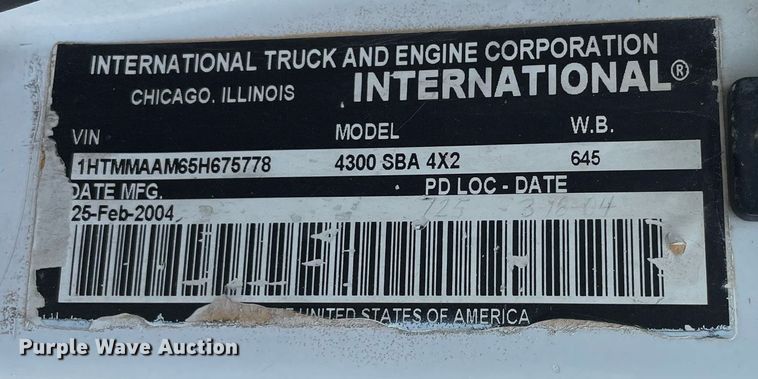 INTERNATIONAL TRUCK AND ENGINE CORPORATION
CHICAGO, ILLINOIS INTERNATIONAL®
VIN MODEL W.B.
1HTMMAAM65H675778 4300 SBA 4X2 645
DATE MFG. PD LOC - DATE
25-Feb-2004
UNITED STATES OF AMERICA
Purple Wave Auction